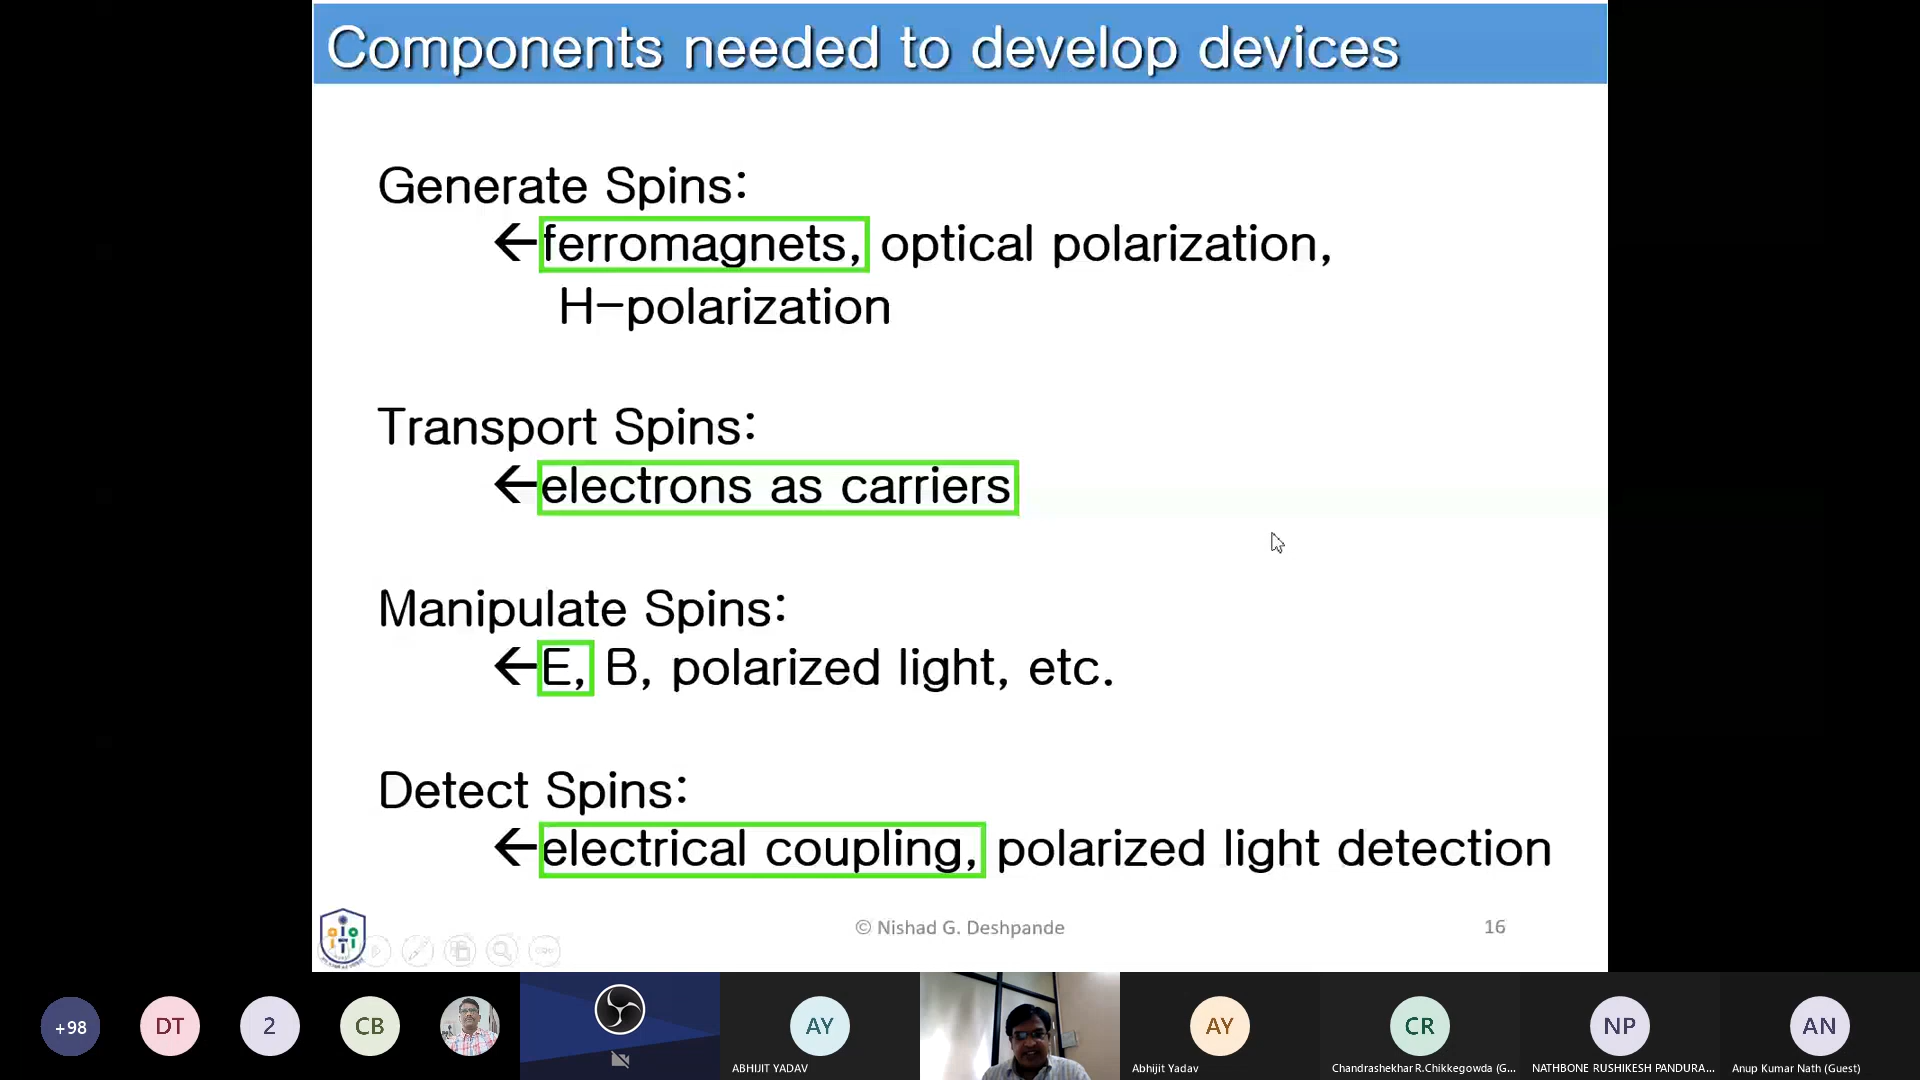 Components needed to develop devices
Generate Spins:
←ferromagnets, optical polarization,
H-polarization
Transport Spins:
←electrons as carriers
Manipulate Spins:
←E, B, polarized light, etc.
Detect Spins:
←electrical coupling, polarized light detection
© Nishad G. Deshpande
16
+98
DT
2
CB
AY
AY
CR
NP
AN
ABHIJIT YADAV
Abhijit Yadav
Chandrashekhar R.Chikkegowda (G...
NATHBONE RUSHIKESH PANDURA...
Anup Kumar Nath (Guest)